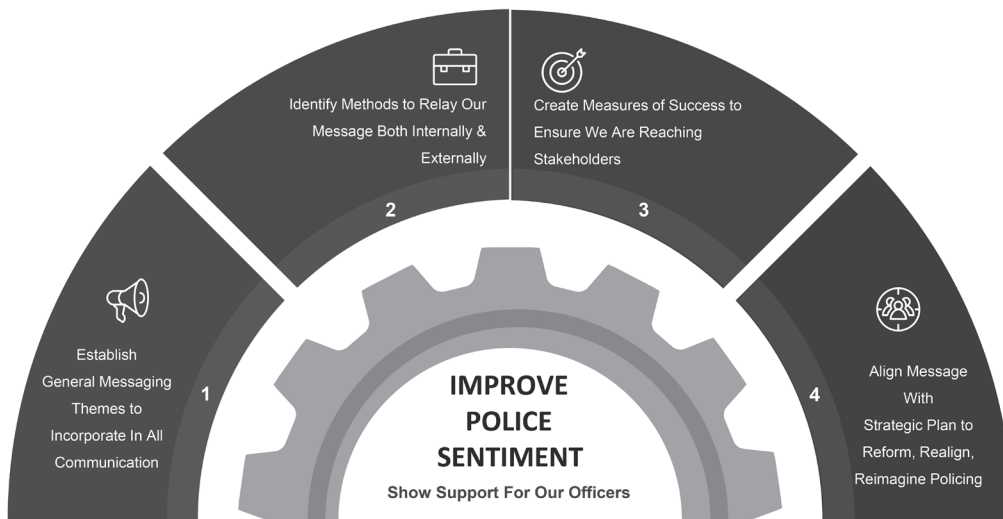 Establish
General Messaging
Themes to
Incorporate In All
Communication
1
Identify Methods to Relay Our
Message Both Internally &
Externally
2
Create Measures of Success to
Ensure We Are Reaching
Stakeholders
3
Align Message
With
Strategic Plan to
Reform, Realign,
Reimagine Policing
4
IMPROVE
POLICE
SENTIMENT
Show Support For Our Officers